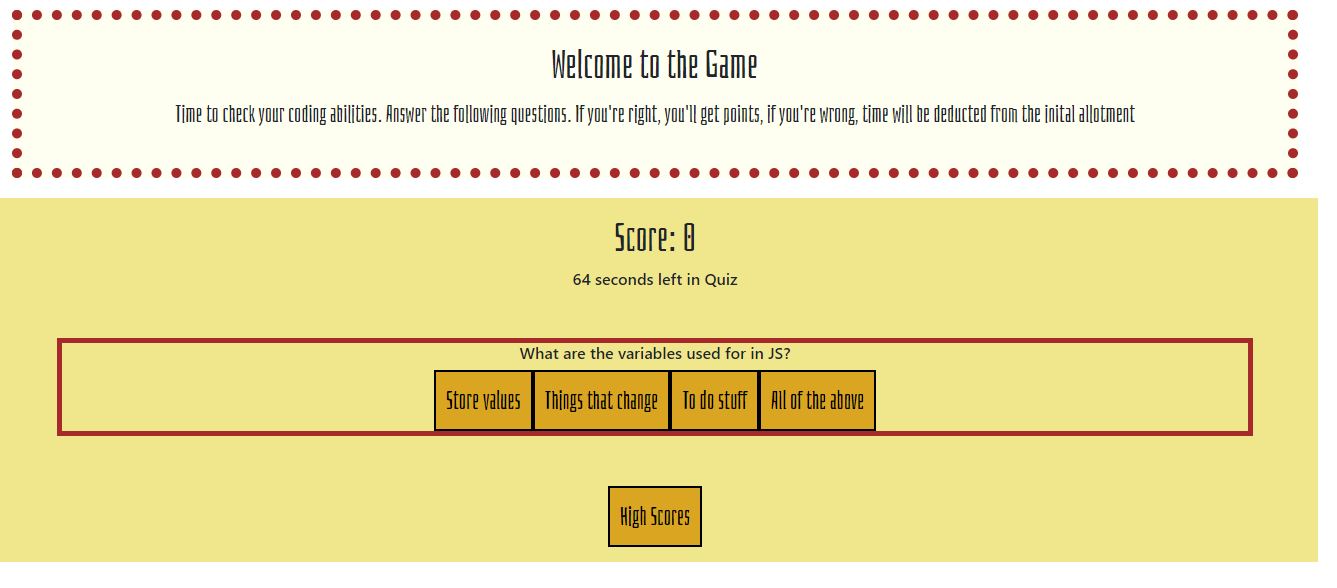 Welcome to the Game
Time to check your coding abilities. Answer the following questions. If you're right, you'll get points, if you're wrong, time will be deducted from the inital allotment
Score: 0
64 seconds left in Quiz
What are the variables used for in JS?
Store values Things that change To do stuff All of the above
High Scores